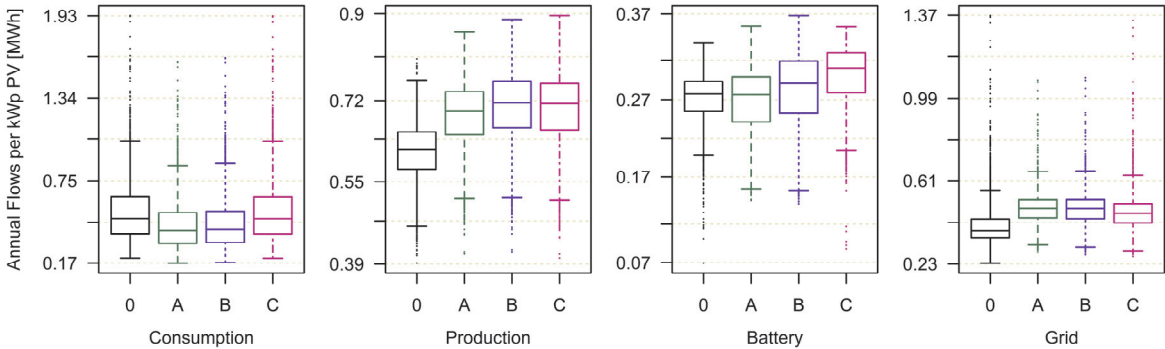 Annual Flows per kWp PV [MWh]
1.93
1.34
0.75
0.17
0 A B C
Consumption
0.9
0.72
0.55
0.39
0 A B C
Production
0.37
0.27
0.17
0.07
0 A B C
Battery
1.37
0.99
0.61
0.23
0 A B C
Grid